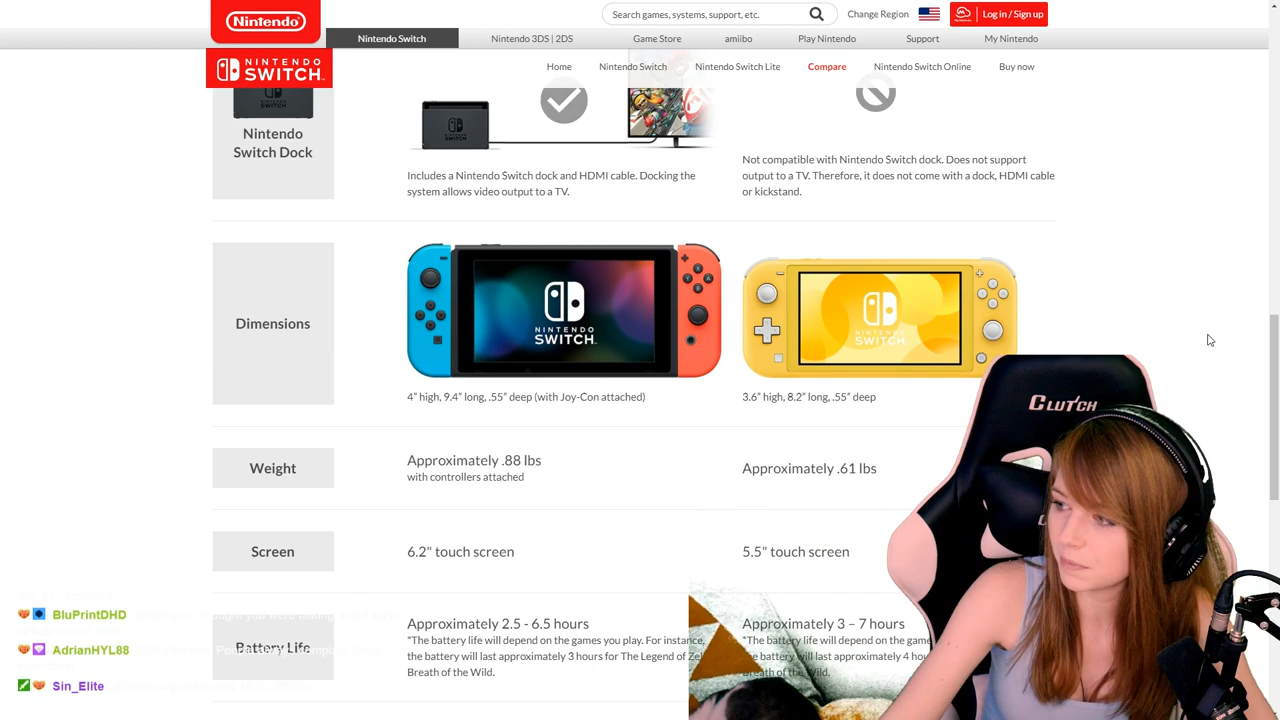 Nintendo
Search games, systems, support, etc.
Change Region
Log in / Sign up
Nintendo Switch
Nintendo 3DS | 2DS
Game Store
amiibo
Play Nintendo
Support
My Nintendo
NINTENDO
SWITCH
Home
Nintendo Switch
Nintendo Switch Lite
Compare
Nintendo Switch Online
Buy now
Nintendo
Switch Dock
Includes a Nintendo Switch dock and HDMI cable. Docking the
system allows video output to a TV.
Not compatible with Nintendo Switch dock. Does not support
output to a TV. Therefore, it does not come with a dock, HDMI cable
or kickstand.
Dimensions
NINTENDO
SWITCH
NINTENDO
SWITCH
4” high, 9.4” long, .55” deep (with Joy-Con attached)
3.6” high, 8.2” long, .55” deep
CLUTCH
Weight
Approximately .88 lbs
with controllers attached
Approximately .61 lbs
Screen
6.2" touch screen
5.5" touch screen
Battery Life
Approximately 2.5 - 6.5 hours
*The battery life will depend on the games you play. For instance,
the battery will last approximately 3 hours for The Legend of
Breath of the Wild.
Approximately 3 – 7 hours
*The battery life will depend on the
battery will last approximately 4
Breath of the Wild.
BluPrintDHD
AdrianHYL88
Sin_Elite